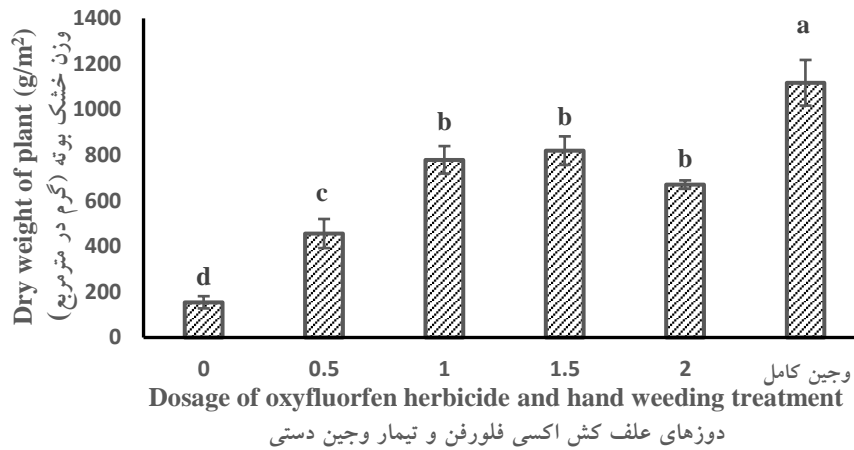 Dry weight of plant (g/m²)
وزن خشک بوته (گرم در مترمربع)
1400
1200
1000
800
600
400
200
0
d
c
b
b
b
a
0
0.5
1
1.5
2
وجین کامل
Dosage of oxyfluorfen herbicide and hand weeding treatment
دوزهای علف کش اکسی فلورفن و تیمار وجین دستی